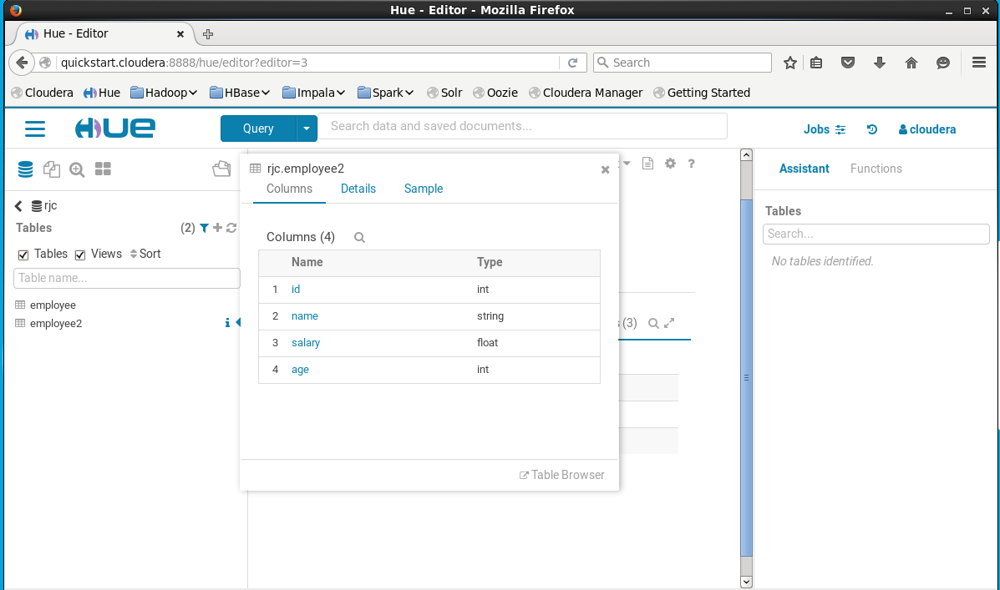 Hue - Editor - Mozilla Firefox
Hue - Editor
quickstart.cloudera:8888/hue/editor?editor=3
Search
Cloudera Hue Hadoop HBase Impala Spark Solr Oozie Cloudera Manager Getting Started
HUE Query Search data and saved documents... Jobs cloudera
rjc.employee2
?
Assistant Functions
Columns Details Sample
rjc
Tables (2)
Tables Views Sort
Table name...
employee
employee2
Columns (4)
Name Type
1 id int
2 name string
3 salary float
4 age int
Table Browser
(3)
Tables
Search...
No tables identified.